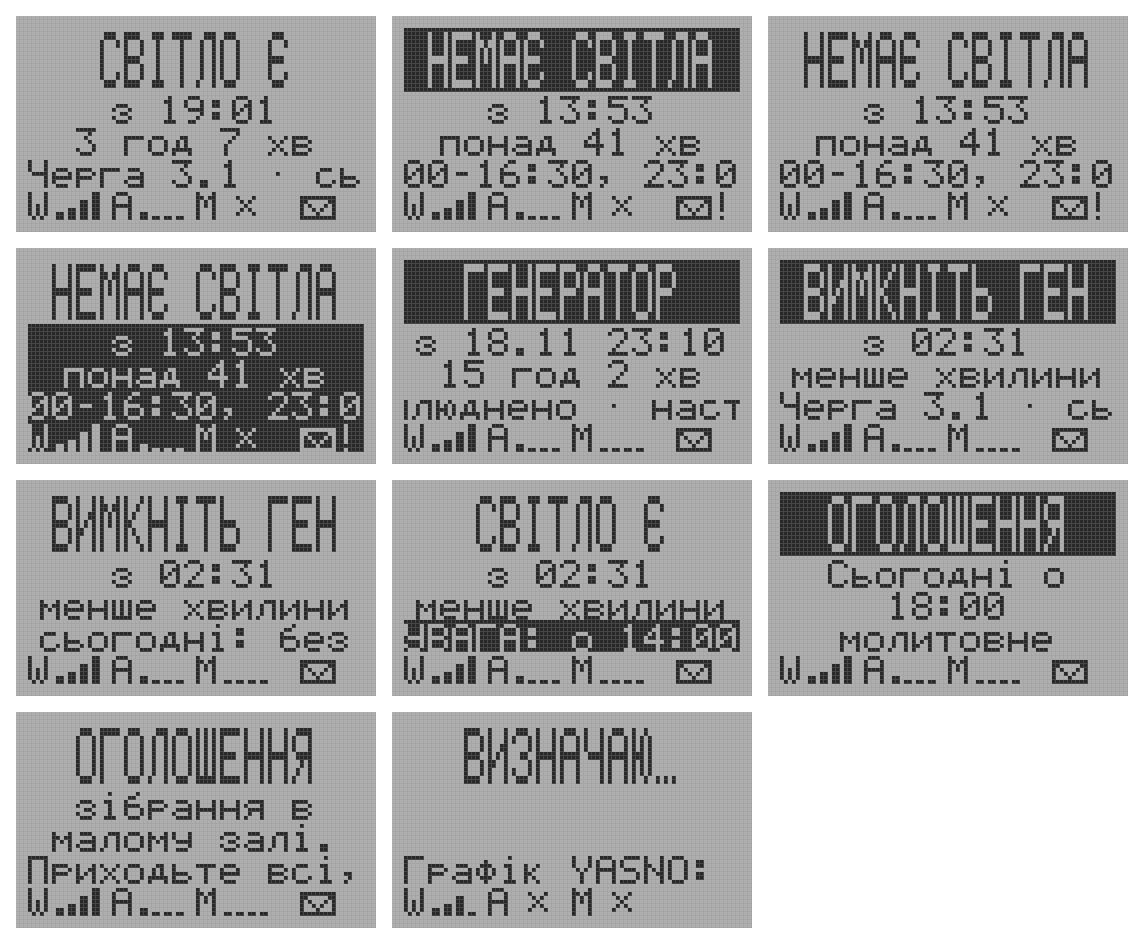 СВІТЛО Є
з 19:01
3 год 7 хв
Черга 3.1 · сь
W A M ×
НЕМАЄ СВІТЛА
з 13:53
понад 41 хв
00-16:30, 23:0
W A M × !
НЕМАЄ СВІТЛА
з 13:53
понад 41 хв
00-16:30, 23:0
W A M × !
НЕМАЄ СВІТЛА
з 13:53
понад 41 хв
00-16:30, 23:0
W A M × !
ГЕНЕРАТОР
з 18.11 23:10
15 год 2 хв
ілюднено · наст
W A M
ВИМКНІТЬ ГЕН
з 02:31
менше хвилини
Черга 3.1 · сь
W A M
ВИМКНІТЬ ГЕН
з 02:31
менше хвилини
сьогодні: без
W A M
СВІТЛО Є
з 02:31
менше хвилини
УВАГА: о 14:00
W A M
ОГОЛОШЕННЯ
Сьогодні о
18:00
молитовне
W A M
ОГОЛОШЕННЯ
зібрання в
малому залі.
Приходьте всі,
W A M
ВИЗНАЧАЮ…
Графік YASNO:
W A × M ×